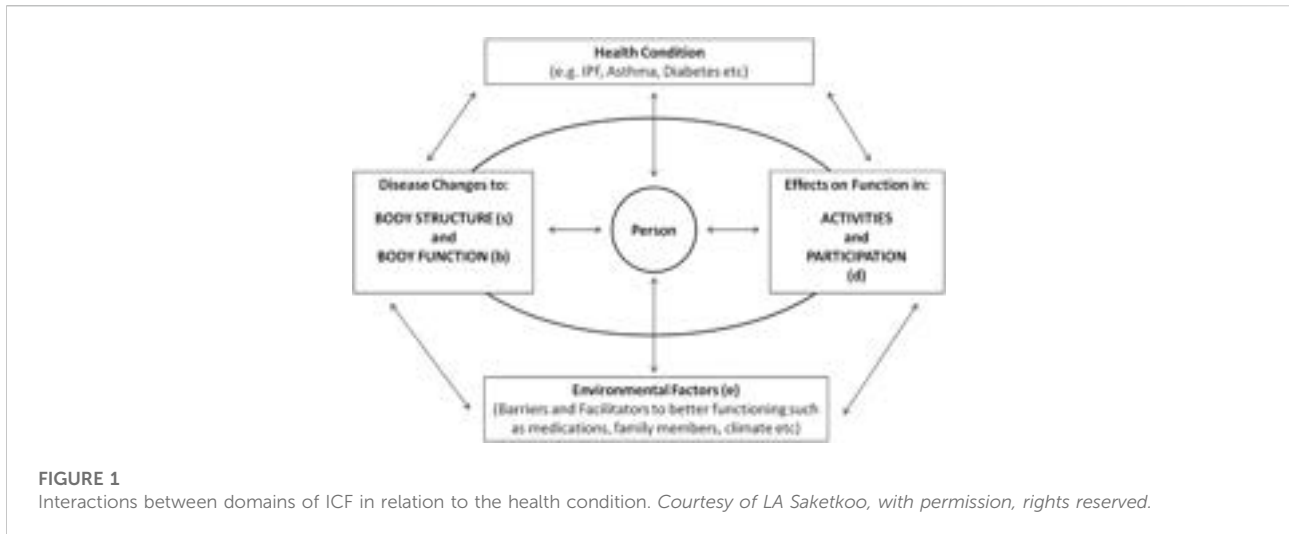 Health Condition
(e.g. IPf, Asthma, Diabetes etc)
Disease Changes to:
BODY STRUCTURE (s)
and
BODY FUNCTION (b)
Person
Effects on Function in:
ACTIVITIES
and
PARTICIPATION
(d)
Environmental Factors (e)
(Barriers and Facilitators to better functioning such
as medications, family members, climate etc)
FIGURE 1
Interactions between domains of ICF in relation to the health condition. Courtesy of LA Saketkoo, with permission, rights reserved.